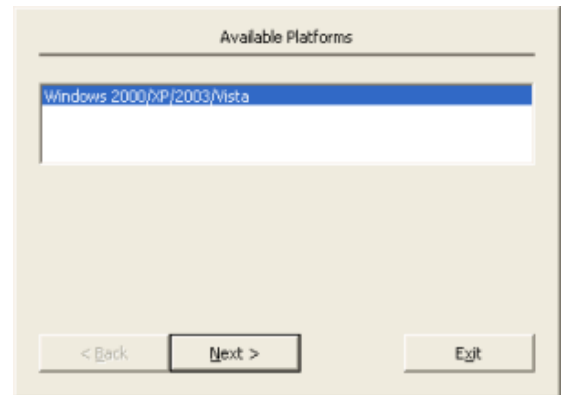 Available Platforms
Windows 2000/XP/2003/Vista
< Back
Next >
Exit